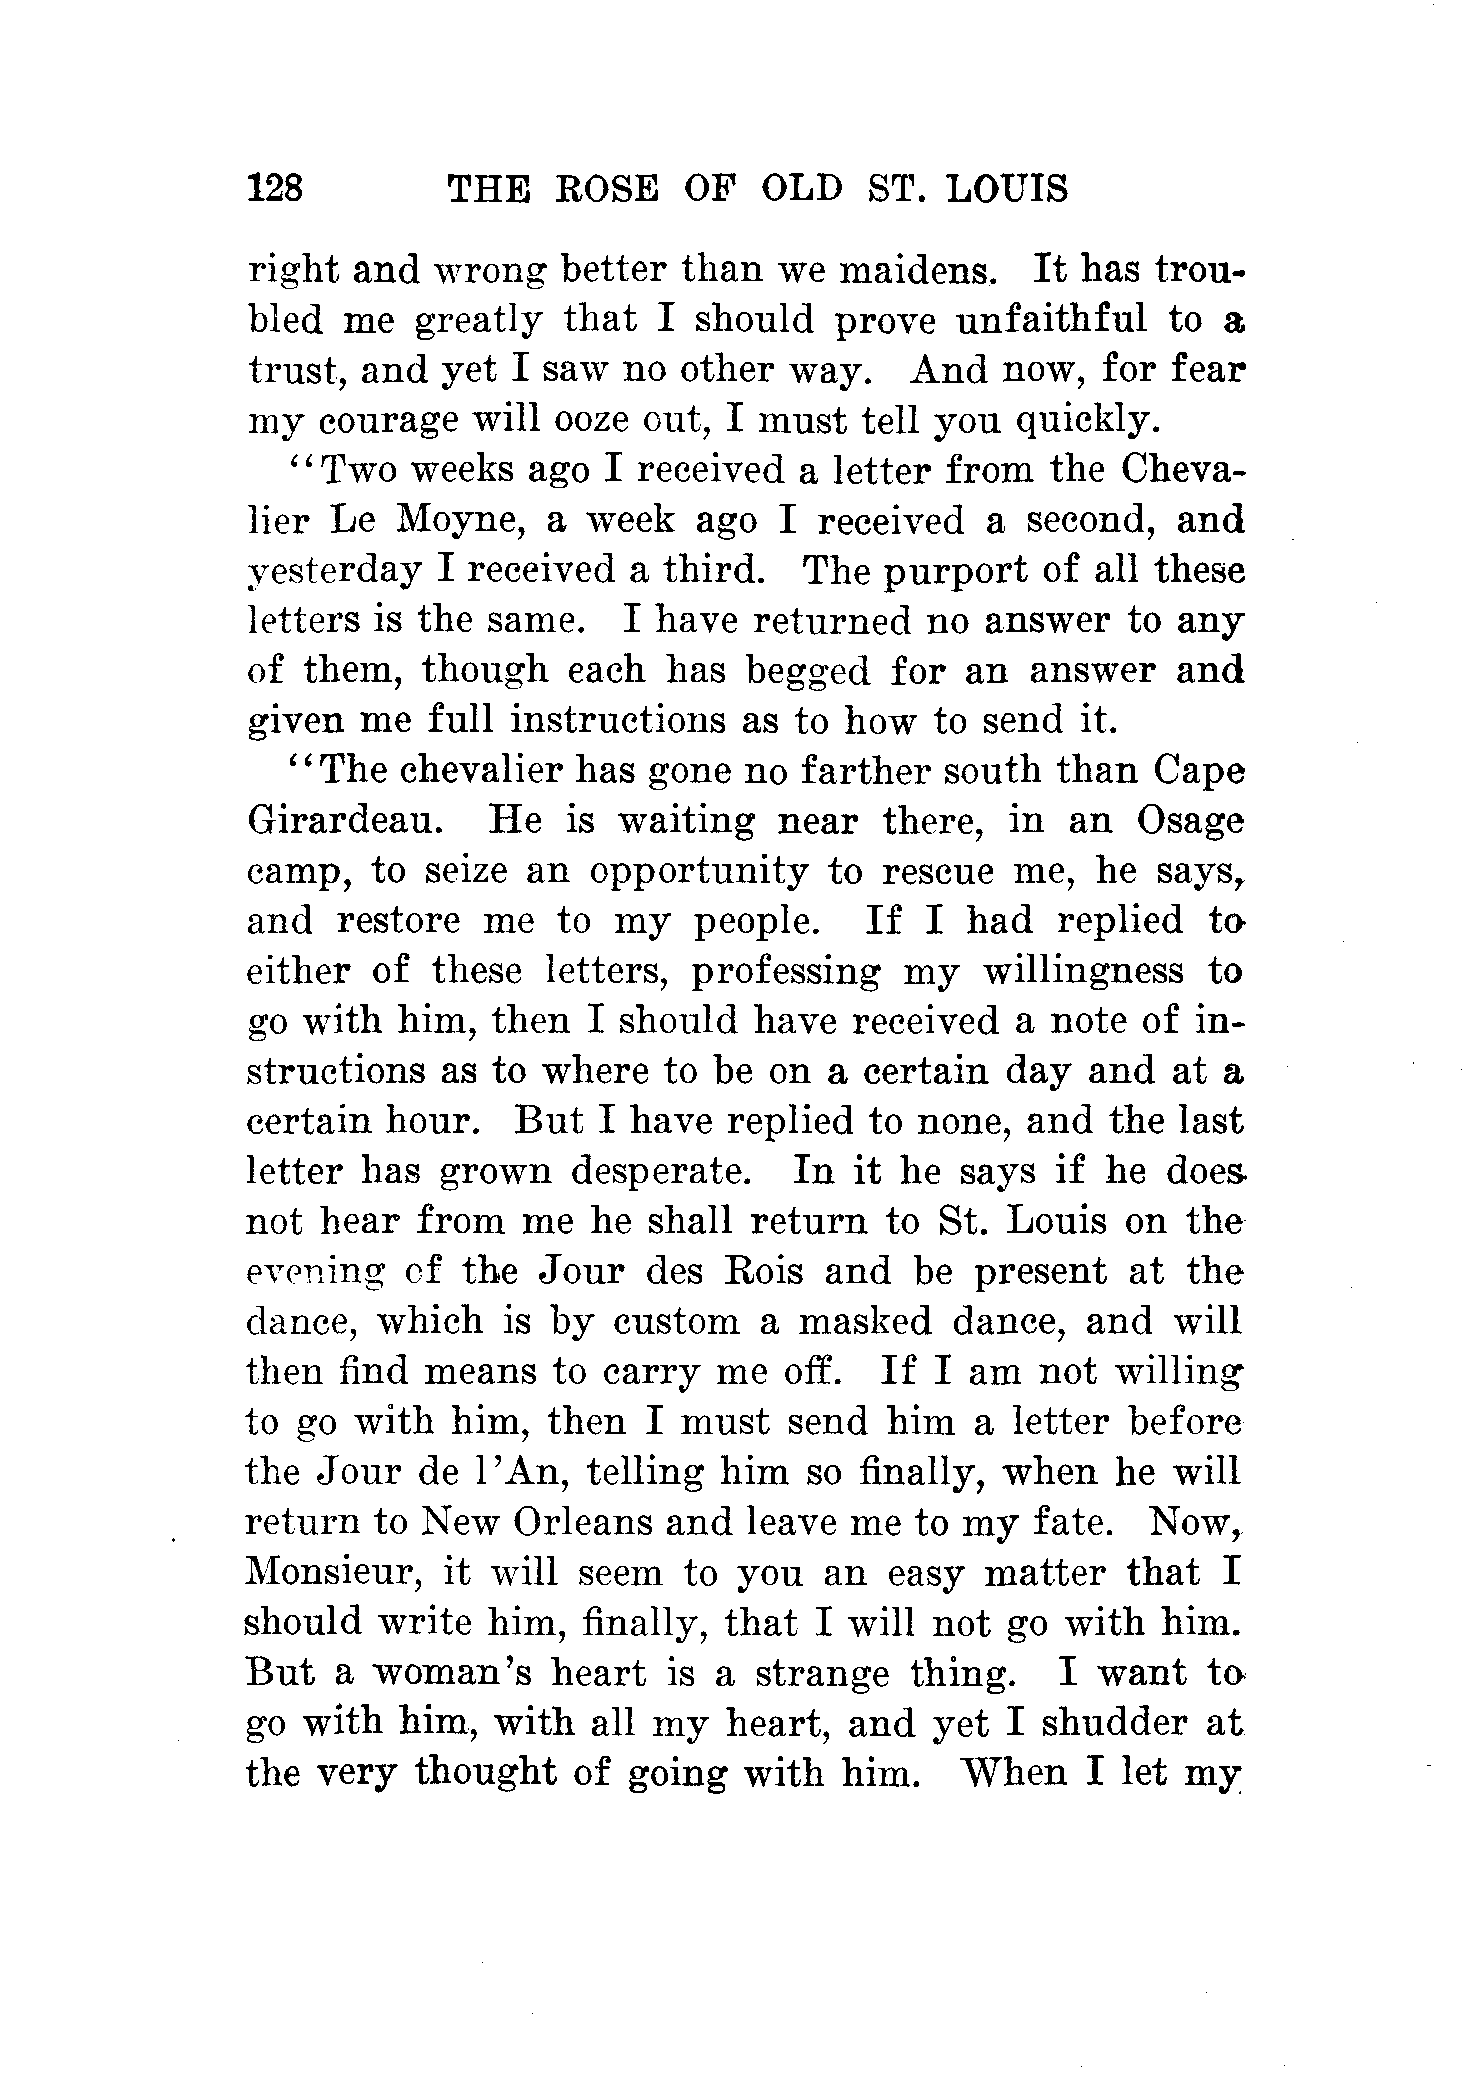 128 THE ROSE OF OLD ST. LOUIS
right and wrong better than we maidens. It has trou-
bled me greatly that I should prove unfaithful to a
trust, and yet I saw no other way. And now, for fear
my courage will ooze out, I must tell you quickly.
"Two weeks ago I received a letter from the Cheva-
lier Le Moyne, a week ago I received a second, and
yesterday I received a third. The purport of all these
letters is the same. I have returned no answer to any
of them, though each has begged for an answer and
given me full instructions as to how to send it.
"The chevalier has gone no farther south than Cape
Girardeau. He is waiting near there, in an Osage
camp, to seize an opportunity to rescue me, he says,
and restore me to my people. If I had replied to
either of these letters, professing my willingness to
go with him, then I should have received a note of in-
structions as to where to be on a certain day and at a
certain hour. But I have replied to none, and the last
letter has grown desperate. In it he says if he does
not hear from me he shall return to St. Louis on the
evening of the Jour des Rois and be present at the
dance, which is by custom a masked dance, and will
then find means to carry me off. If I am not willing
to go with him, then I must send him a letter before
the Jour de l'An, telling him so finally, when he will
return to New Orleans and leave me to my fate. Now,
Monsieur, it will seem to you an easy matter that I
should write him, finally, that I will not go with him.
But a woman's heart is a strange thing. I want to
go with him, with all my heart, and yet I shudder at
the very thought of going with him. When I let my